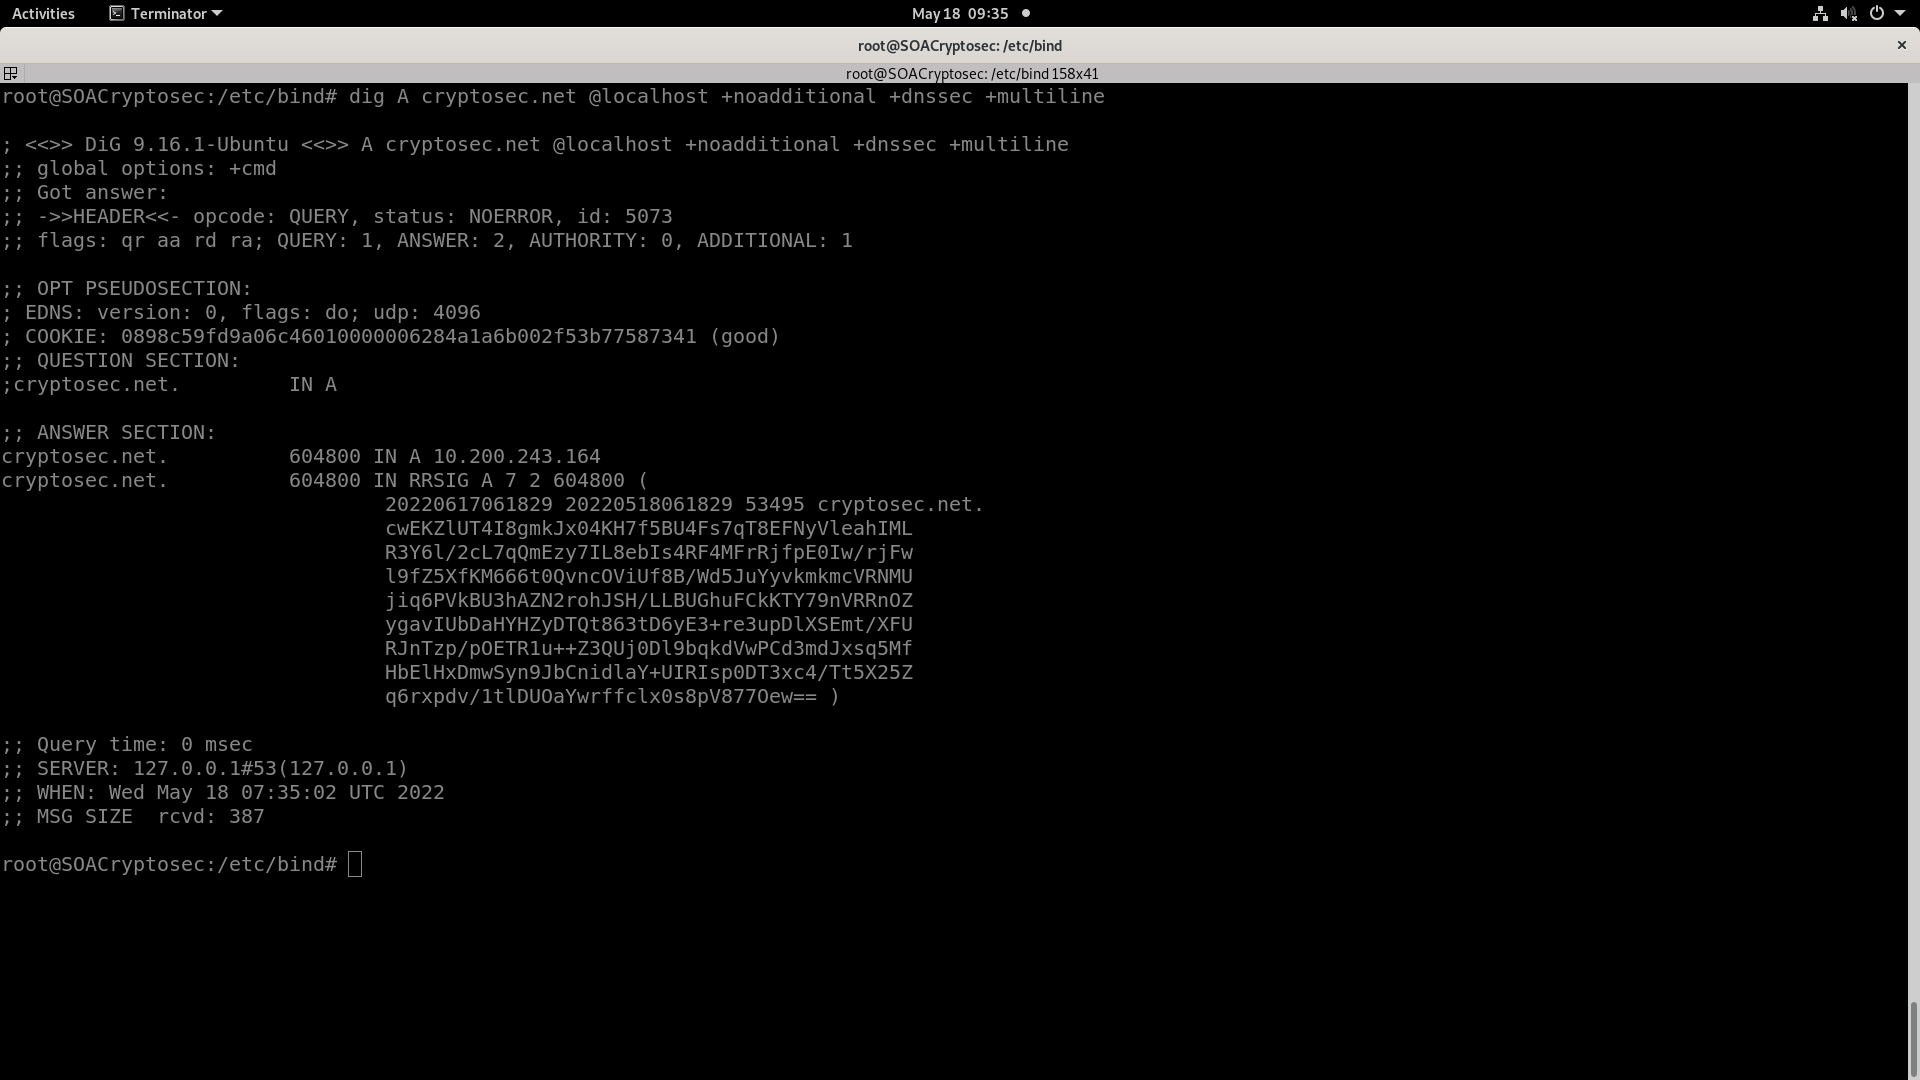 Activities Terminator May 18 09:35
root@SOACryptosec: /etc/bind
root@SOACryptosec: /etc/bind 158x41
root@SOACryptosec:/etc/bind# dig A cryptosec.net @localhost +noadditional +dnssec +multiline
; <<>> DiG 9.16.1-Ubuntu <<>> A cryptosec.net @localhost +noadditional +dnssec +multiline
;; global options: +cmd
;; Got answer:
;; ->>HEADER<<- opcode: QUERY, status: NOERROR, id: 5073
;; flags: qr aa rd ra; QUERY: 1, ANSWER: 2, AUTHORITY: 0, ADDITIONAL: 1
;; OPT PSEUDOSECTION:
; EDNS: version: 0, flags: do; udp: 4096
; COOKIE: 0898c59fd9a06c46010000006284a1a6b002f53b77587341 (good)
;; QUESTION SECTION:
;cryptosec.net. IN A
;; ANSWER SECTION:
cryptosec.net. 604800 IN A 10.200.243.164
cryptosec.net. 604800 IN RRSIG A 7 2 604800 (
20220617061829 20220518061829 53495 cryptosec.net.
cwEKZlUT4I8gmkJx04KH7f5BU4Fs7qT8EFNyVleahIML
R3Y6l/2cL7qQmEzy7IL8ebIs4RF4MFrRjfpE0Iw/rjFw
l9fZ5XfKM666t0QvncOViUf8B/Wd5JuYyvkmkmcVRNMU
jiq6PVkBU3hAZN2rohJSH/LLBUGhuFCkKTY79nVRRnOZ
ygavIUbDaHYHZyDTQt863tD6yE3+re3upDlXSEmt/XFU
RJnTzp/pOETR1u++Z3QUj0Dl9bqkdVwPCd3mdJxsq5Mf
HbElHxDmwSyn9JbCnidlaY+UIRIsp0DT3xc4/Tt5X25Z
q6rxpdv/1tlDUOaYwrffclx0s8pV877Oew== )
;; Query time: 0 msec
;; SERVER: 127.0.0.1#53(127.0.0.1)
;; WHEN: Wed May 18 07:35:02 UTC 2022
;; MSG SIZE  rcvd: 387
root@SOACryptosec:/etc/bind#